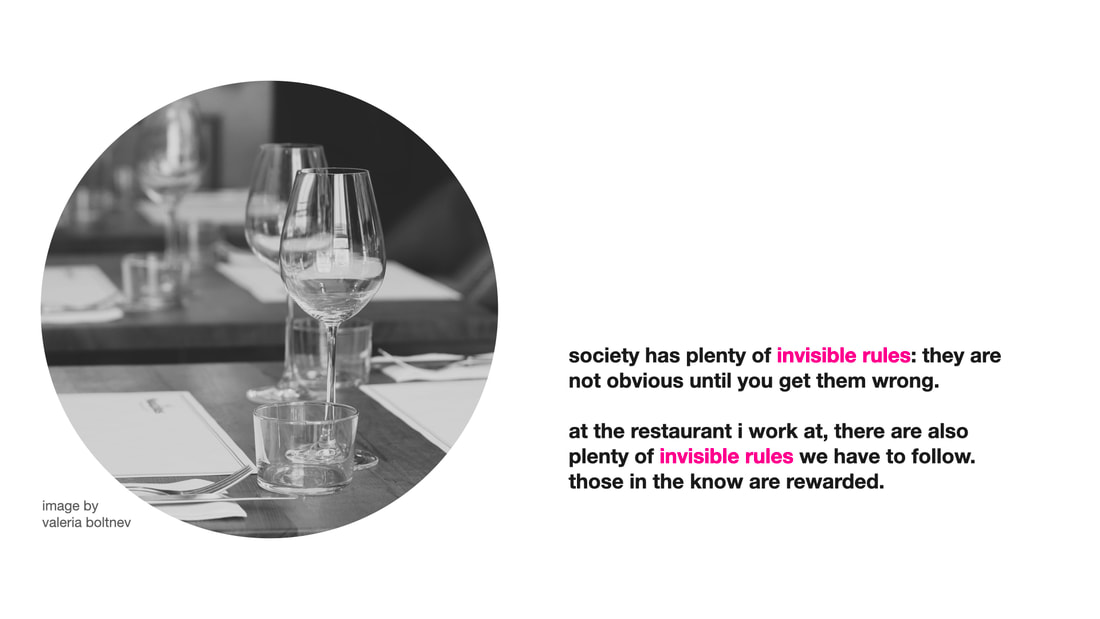 society has plenty of invisible rules: they are
not obvious until you get them wrong.
at the restaurant i work at, there are also
plenty of invisible rules we have to follow.
those in the know are rewarded.
image by
valeria boltnev